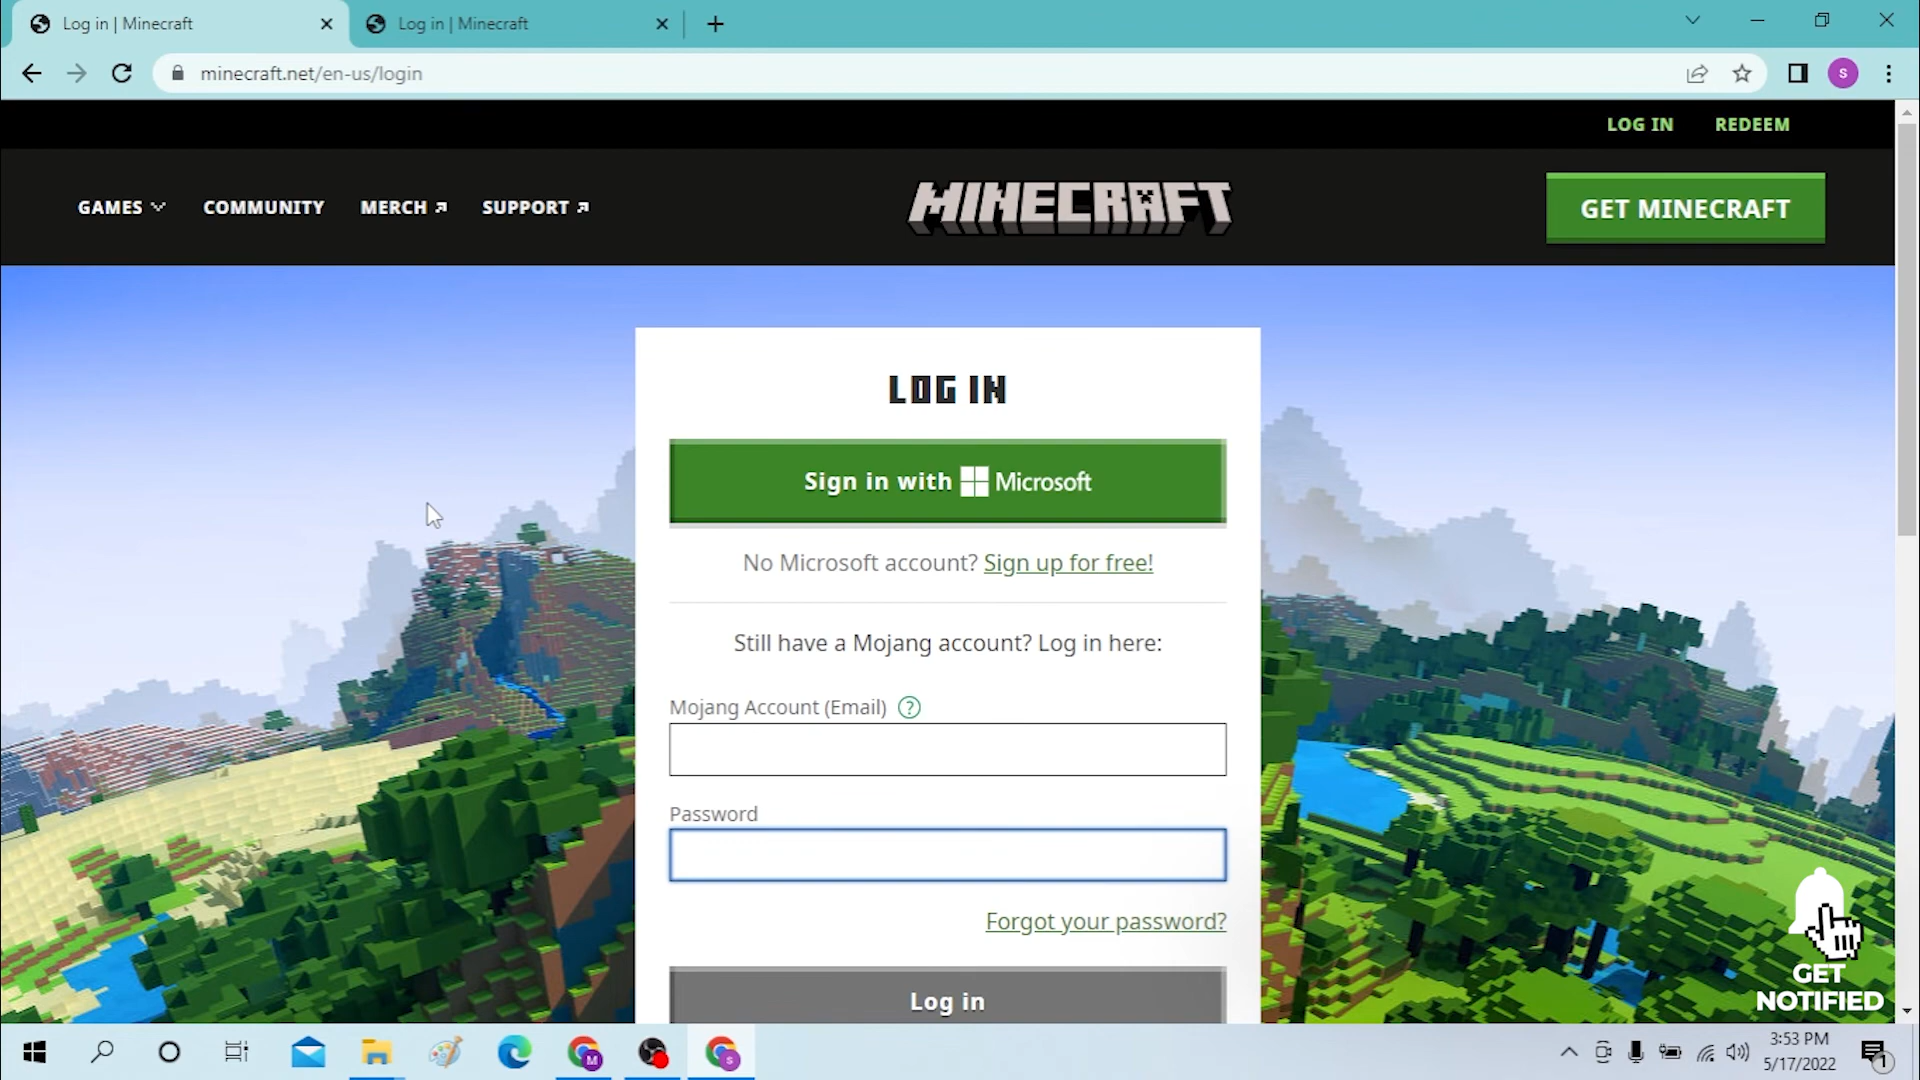 Log in | Minecraft
Log in | Minecraft
minecraft.net/en-us/login
S
LOG IN
REDEEM
GAMES
COMMUNITY
MERCH
SUPPORT
MINECRAFT
GET MINECRAFT
LOG IN
Sign in with Microsoft
No Microsoft account? Sign up for free!
Still have a Mojang account? Log in here:
Mojang Account (Email) ?
Password
Forgot your password?
Log in
GET
NOTIFIED
M
S
3:53 PM
5/17/2022
1